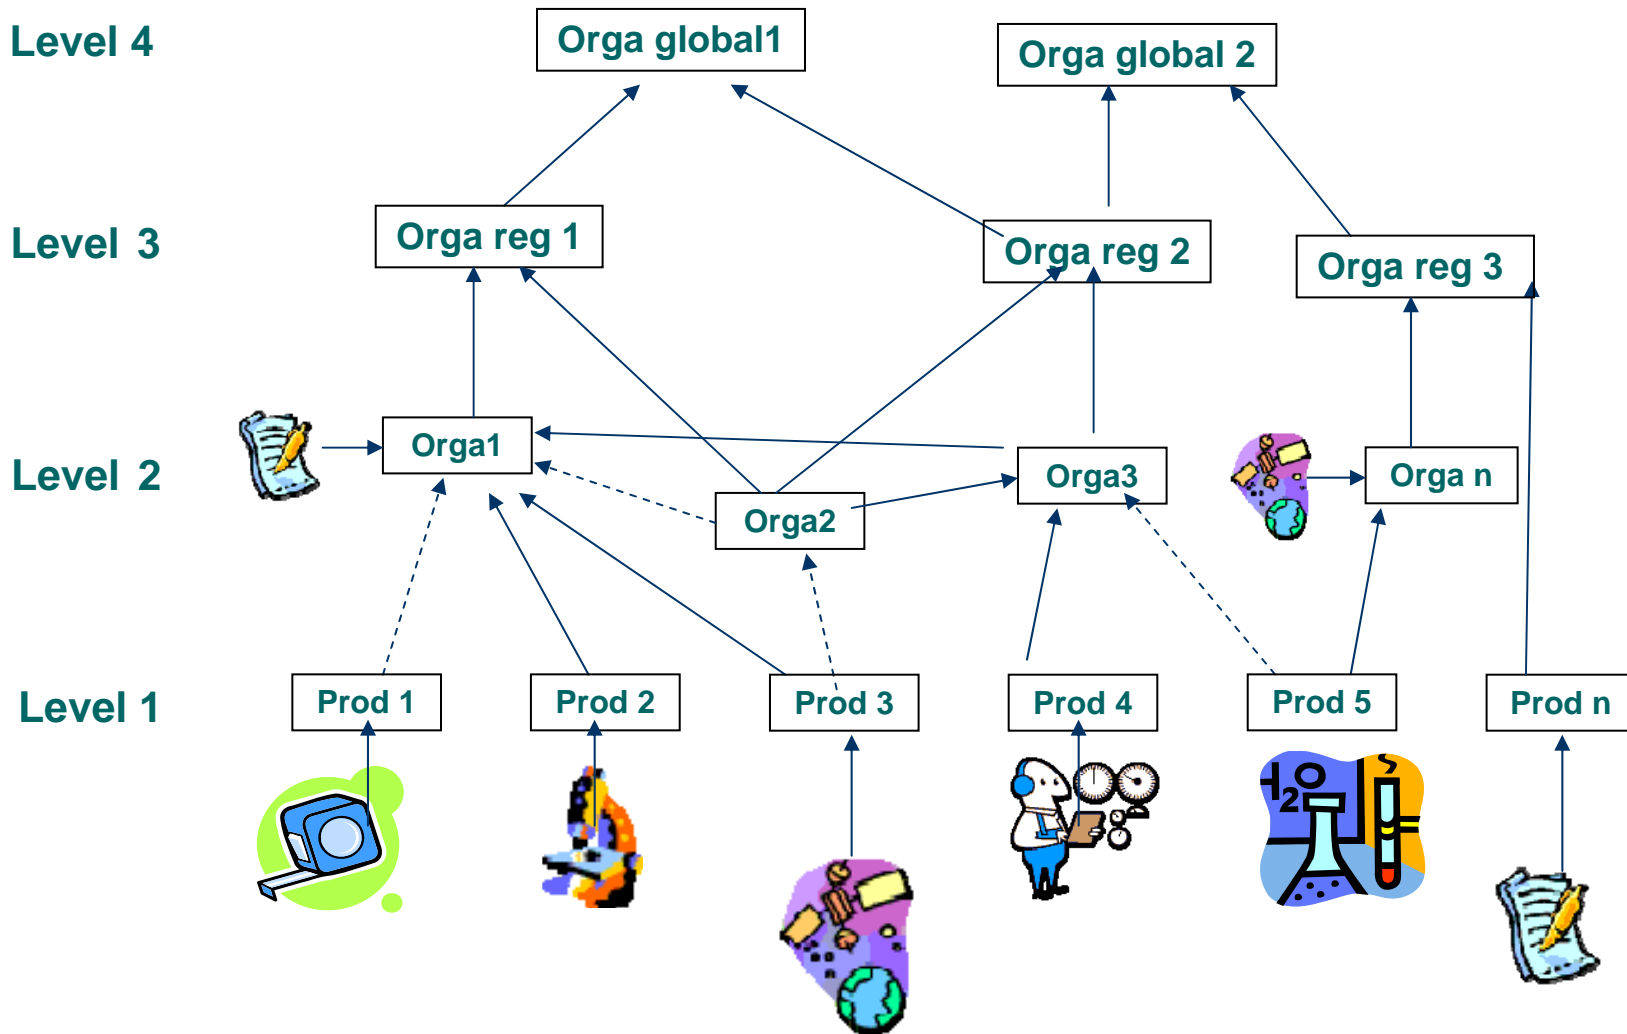 Level 4
Orga global1
Orga global 2
Level 3
Orga reg 1
Orga reg 2
Orga reg 3
Level 2
Orga1
Orga2
Orga3
Orga n
Level 1
Prod 1
Prod 2
Prod 3
Prod 4
Prod 5
Prod n
H2O